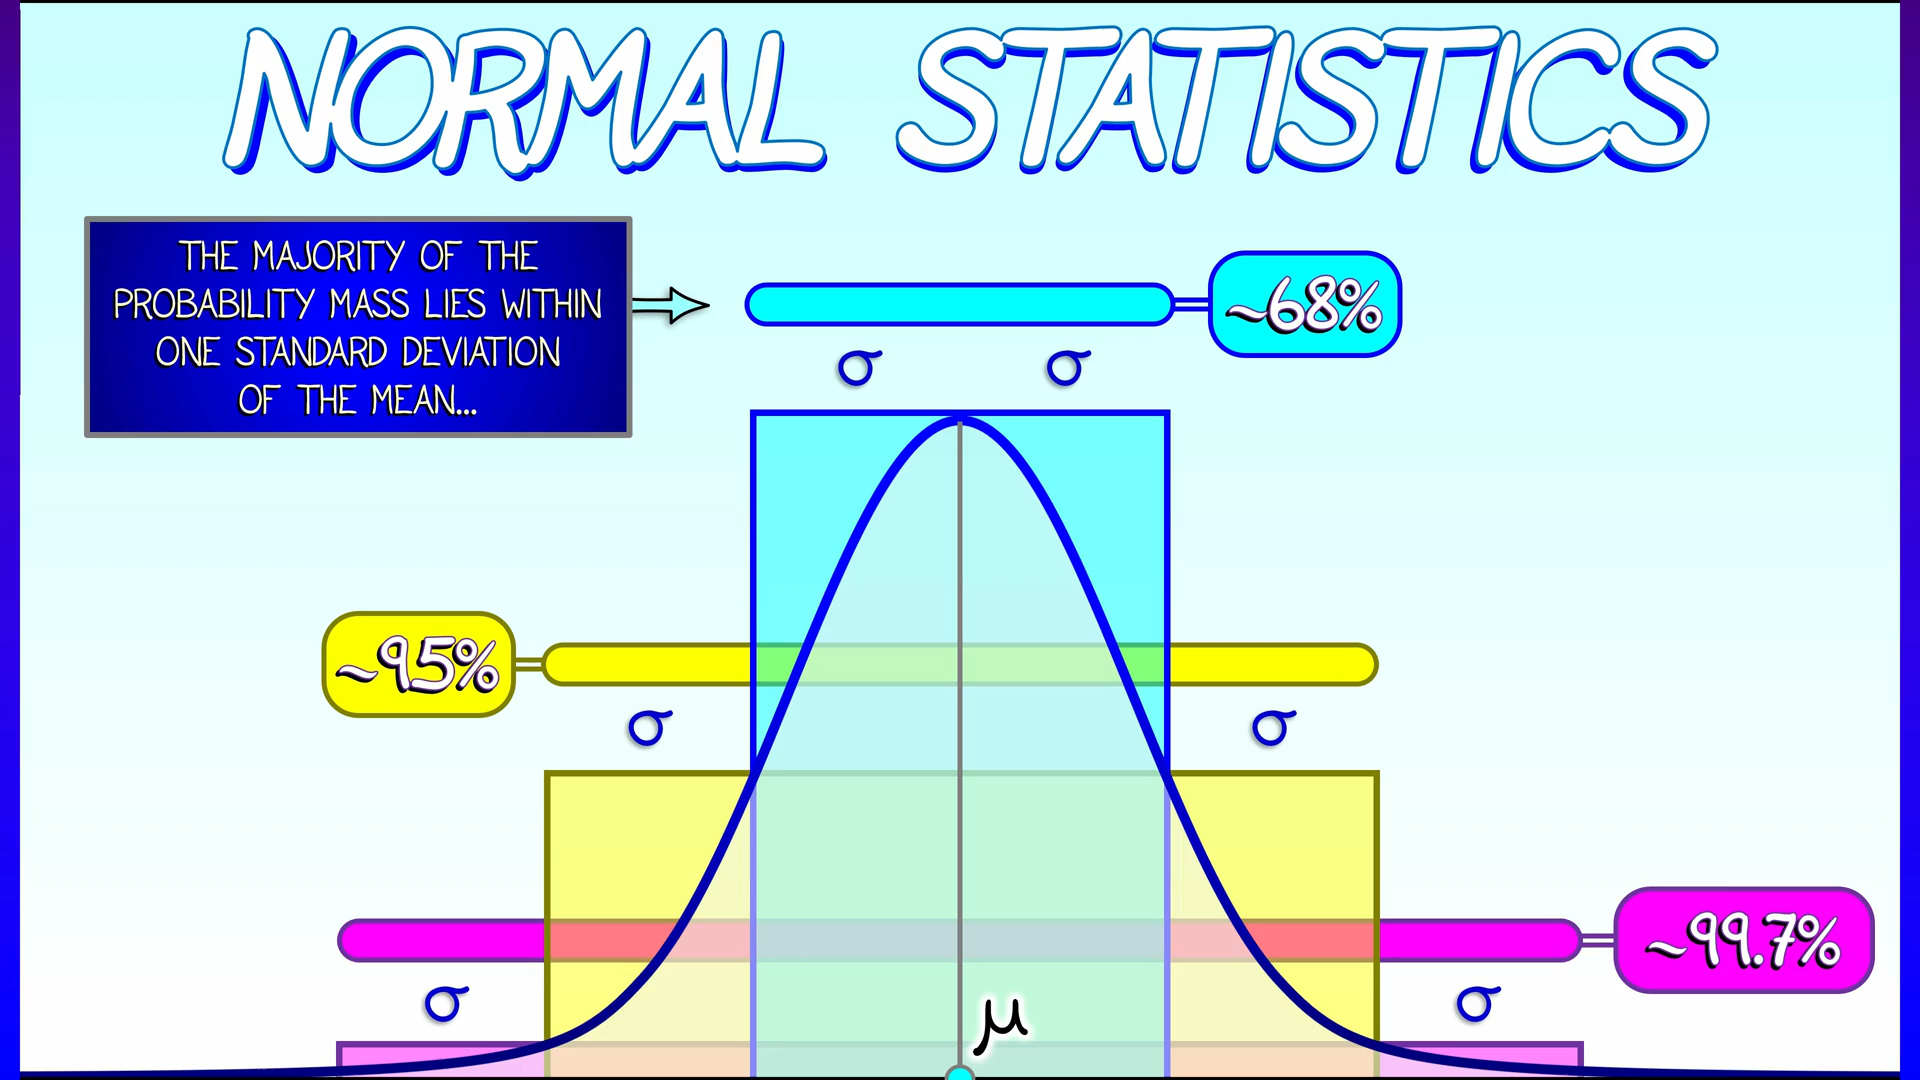 NORMAL STATISTICS
THE MAJORITY OF THE
PROBABILITY MASS LIES WITHIN
ONE STANDARD DEVIATION
OF THE MEAN...
~68%
σ σ
~95%
σ σ
~99.7%
σ σ
μ